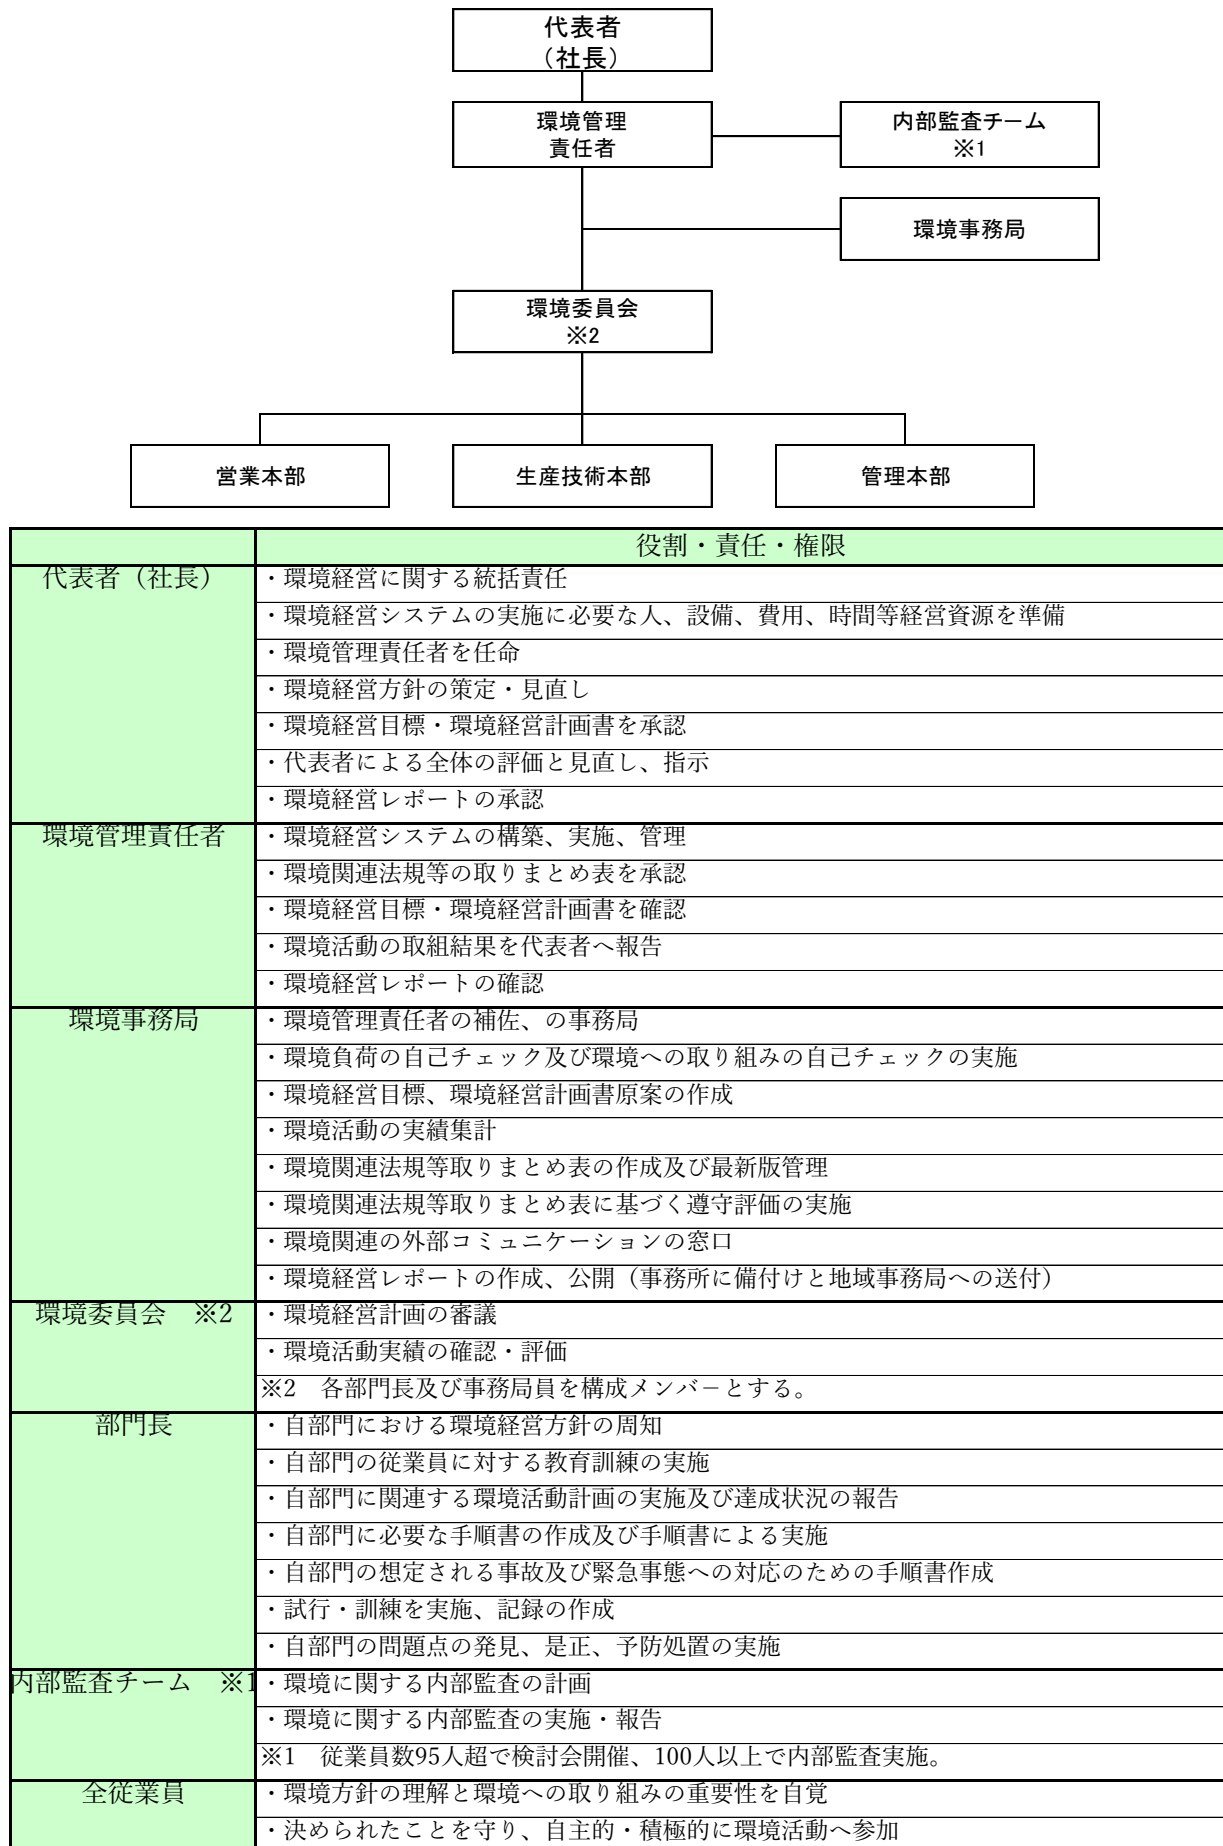 代表者
（社長）
環境管理
責任者
内部監査チーム
※1
環境事務局
環境委員会
※2
営業本部
生産技術本部
管理本部
役割・責任・権限
代表者（社長）
・環境経営に関する統括責任
・環境経営システムの実施に必要な人、設備、費用、時間等経営資源を準備
・環境管理責任者を任命
・環境経営方針の策定・見直し
・環境経営目標・環境経営計画書を承認
・代表者による全体の評価と見直し、指示
・環境経営レポートの承認
環境管理責任者
・環境経営システムの構築、実施、管理
・環境関連法規等の取りまとめ表を承認
・環境経営目標・環境経営計画書を確認
・環境活動の取組結果を代表者へ報告
・環境経営レポートの確認
環境事務局
・環境管理責任者の補佐、の事務局
・環境負荷の自己チェック及び環境への取り組みの自己チェックの実施
・環境経営目標、環境経営計画書原案の作成
・環境活動の実績集計
・環境関連法規等取りまとめ表の作成及び最新版管理
・環境関連法規等取りまとめ表に基づく遵守評価の実施
・環境関連の外部コミュニケーションの窓口
・環境経営レポートの作成、公開（事務所に備付けと地域事務局への送付）
環境委員会　※2
・環境経営計画の審議
・環境活動実績の確認・評価
※2　各部門長及び事務局員を構成メンバ－とする。
部門長
・自部門における環境経営方針の周知
・自部門の従業員に対する教育訓練の実施
・自部門に関連する環境活動計画の実施及び達成状況の報告
・自部門に必要な手順書の作成及び手順書による実施
・自部門の想定される事故及び緊急事態への対応のための手順書作成
・試行・訓練を実施、記録の作成
・自部門の問題点の発見、是正、予防処置の実施
内部監査チーム　※1
・環境に関する内部監査の計画
・環境に関する内部監査の実施・報告
※1　従業員数95人超で検討会開催、100人以上で内部監査実施。
全従業員
・環境方針の理解と環境への取り組みの重要性を自覚
・決められたことを守り、自主的・積極的に環境活動へ参加